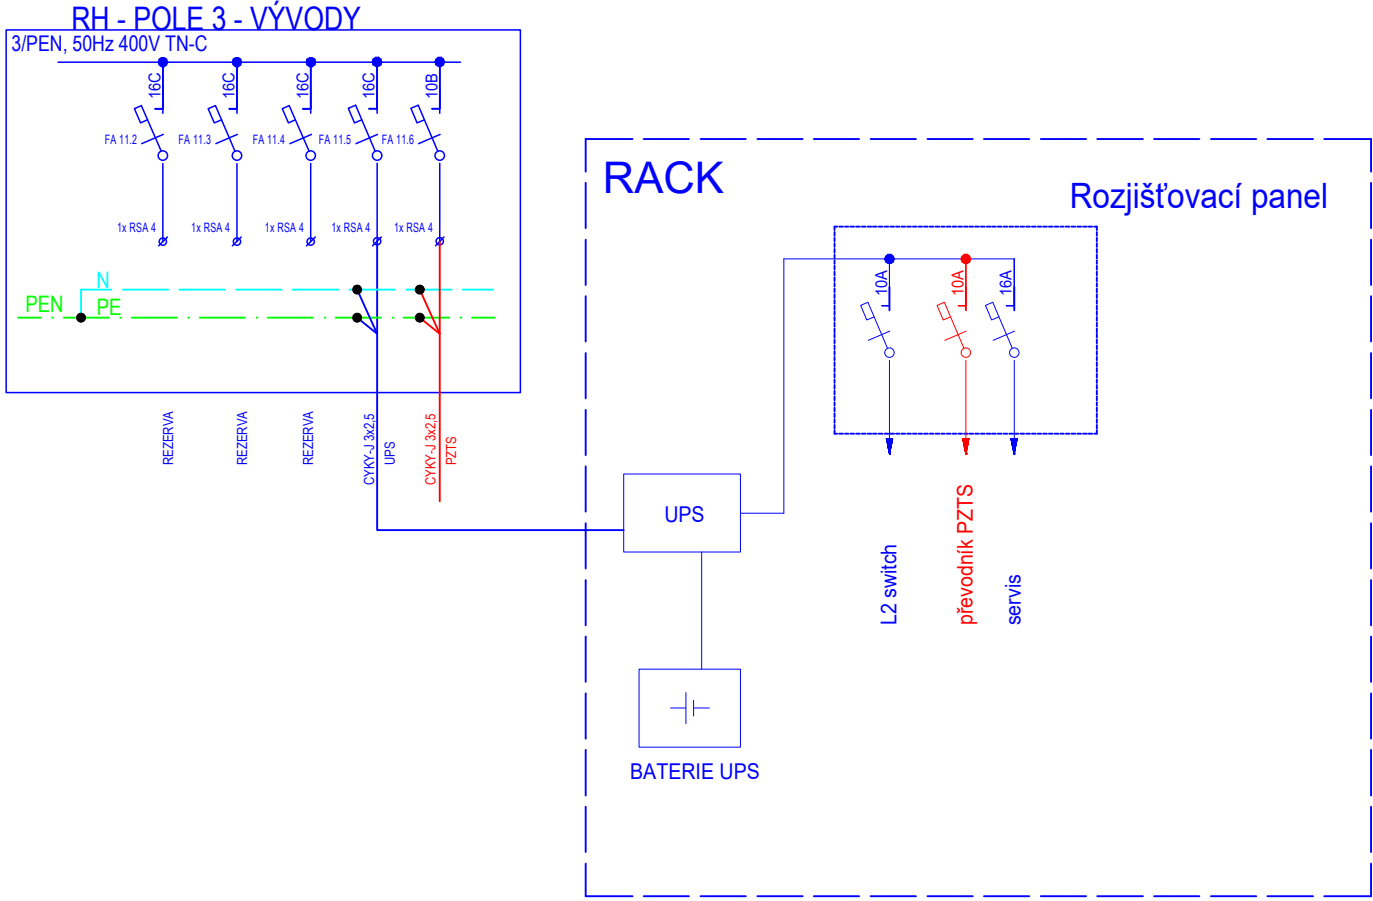 RH - POLE 3 - VÝVODY
3/PEN, 50Hz 400V TN-C
16C
16C
16C
16C
10B
FA 11.2
FA 11.3
FA 11.4
FA 11.5
FA 11.6
1x RSA 4
1x RSA 4
1x RSA 4
1x RSA 4
1x RSA 4
N
PEN
PE
REZERVA
REZERVA
REZERVA
CYKY-J 3x2,5
UPS
CYKY-J 3x2,5
PZTS
RACK
Rozjišťovací panel
10A
10A
16A
L2 switch
převodník PZTS
servis
UPS
BATERIE UPS